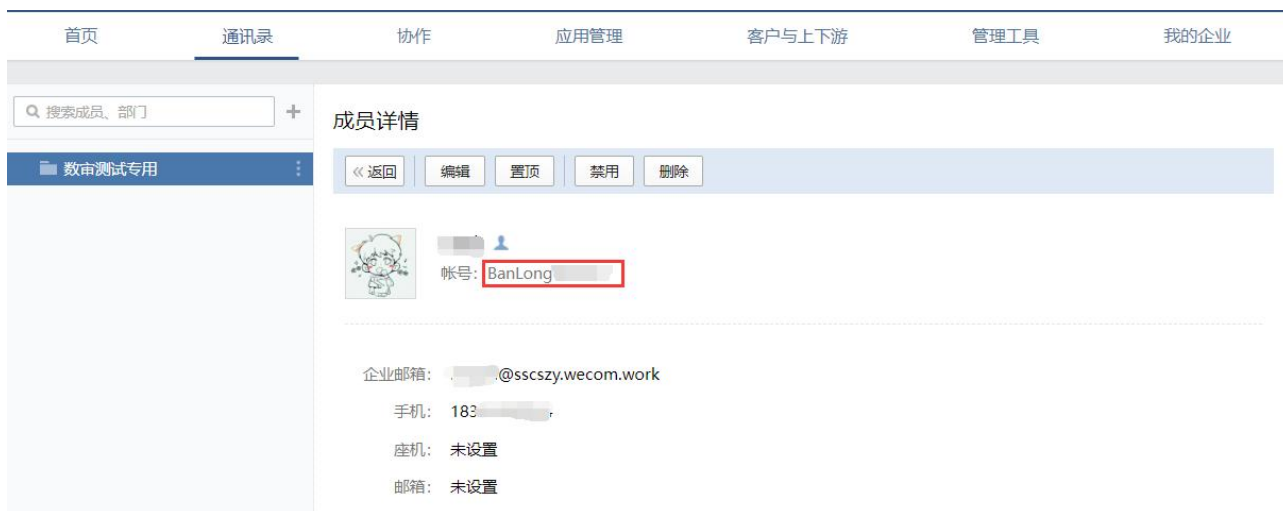 首页 通讯录 协作 应用管理 客户与上下游 管理工具 我的企业
搜索成员、部门
成员详情
数审测试专用
返回 编辑 置顶 禁用 删除
帐号: BanLong
企业邮箱: @sscszy.wecom.work
手机: 183
座机: 未设置
邮箱: 未设置